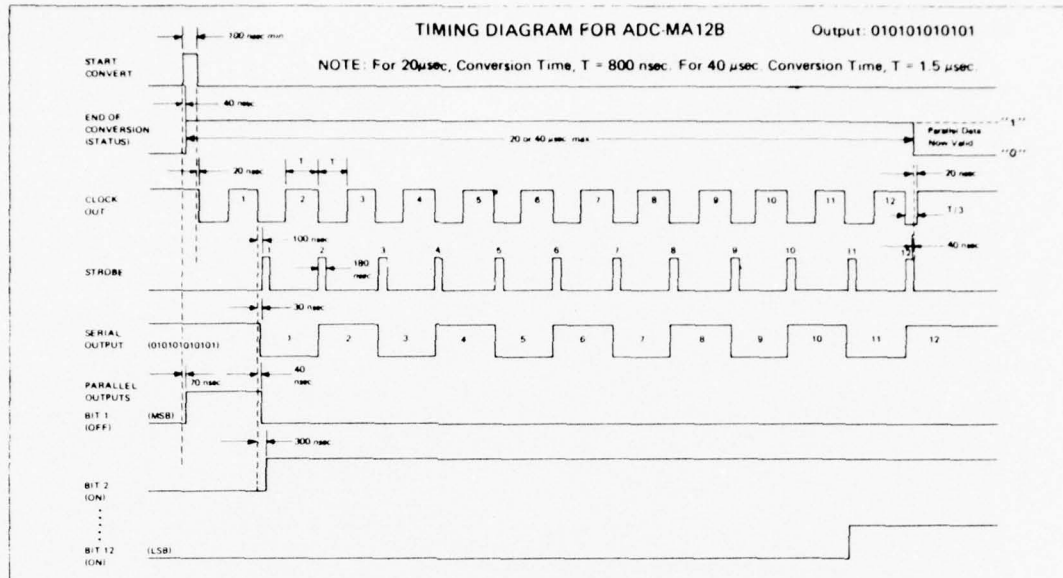 TIMING DIAGRAM FOR ADC-MA12B
Output: 010101010101
NOTE: For 20µsec, Conversion Time, T = 800 nsec. For 40 µsec. Conversion Time, T = 1.5 µsec.
100 nsec min
START
CONVERT
40 nsec
END OF
CONVERSION
(STATUS)
20 or 40 µsec max
Parallel Data
Now Valid
"1"
"0"
20 nsec
T
T
20 nsec
CLOCK
OUT
1 2 3 4 5 6 7 8 9 10 11 12
T/3
100 nsec
40 nsec
STROBE
1 2 3 4 5 6 7 8 9 10 11 12
180
nsec
30 nsec
SERIAL
OUTPUT
(010101010101)
1 2 3 4 5 6 7 8 9 10 11 12
PARALLEL
OUTPUTS
70 nsec
40
nsec
BIT 1
(OFF)
(MSB)
300 nsec
BIT 2
(ON)
BIT 12
(ON)
(LSB)